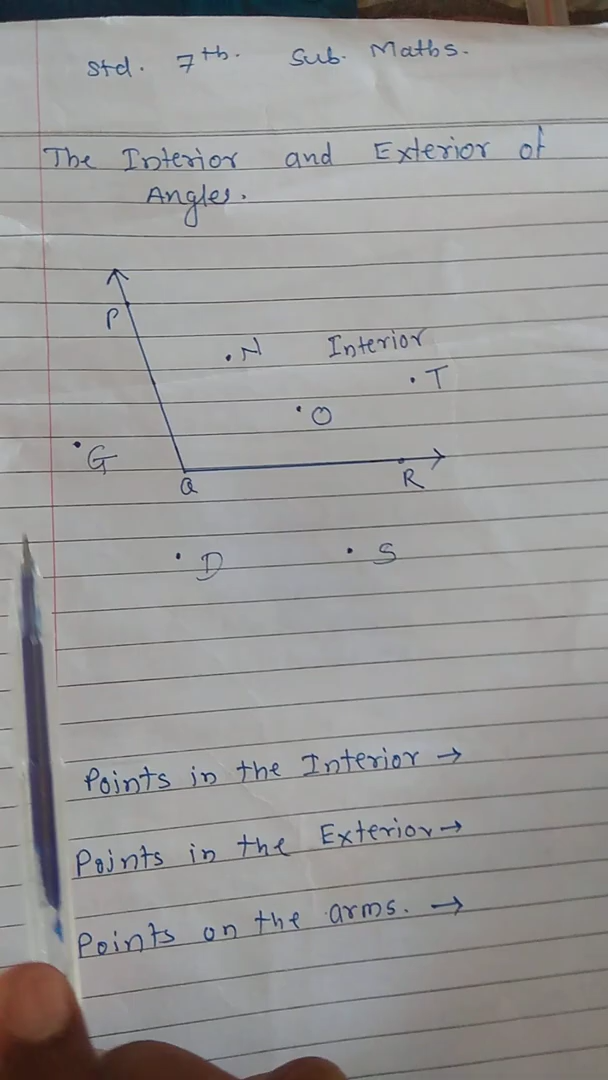 Std. 7th. Sub. Maths.
The Interior and Exterior of
Angles.
P
.N Interior
.T
.O
.G
Q
R
.D
.S
Points in the Interior →
Points in the Exterior →
Points on the arms. →